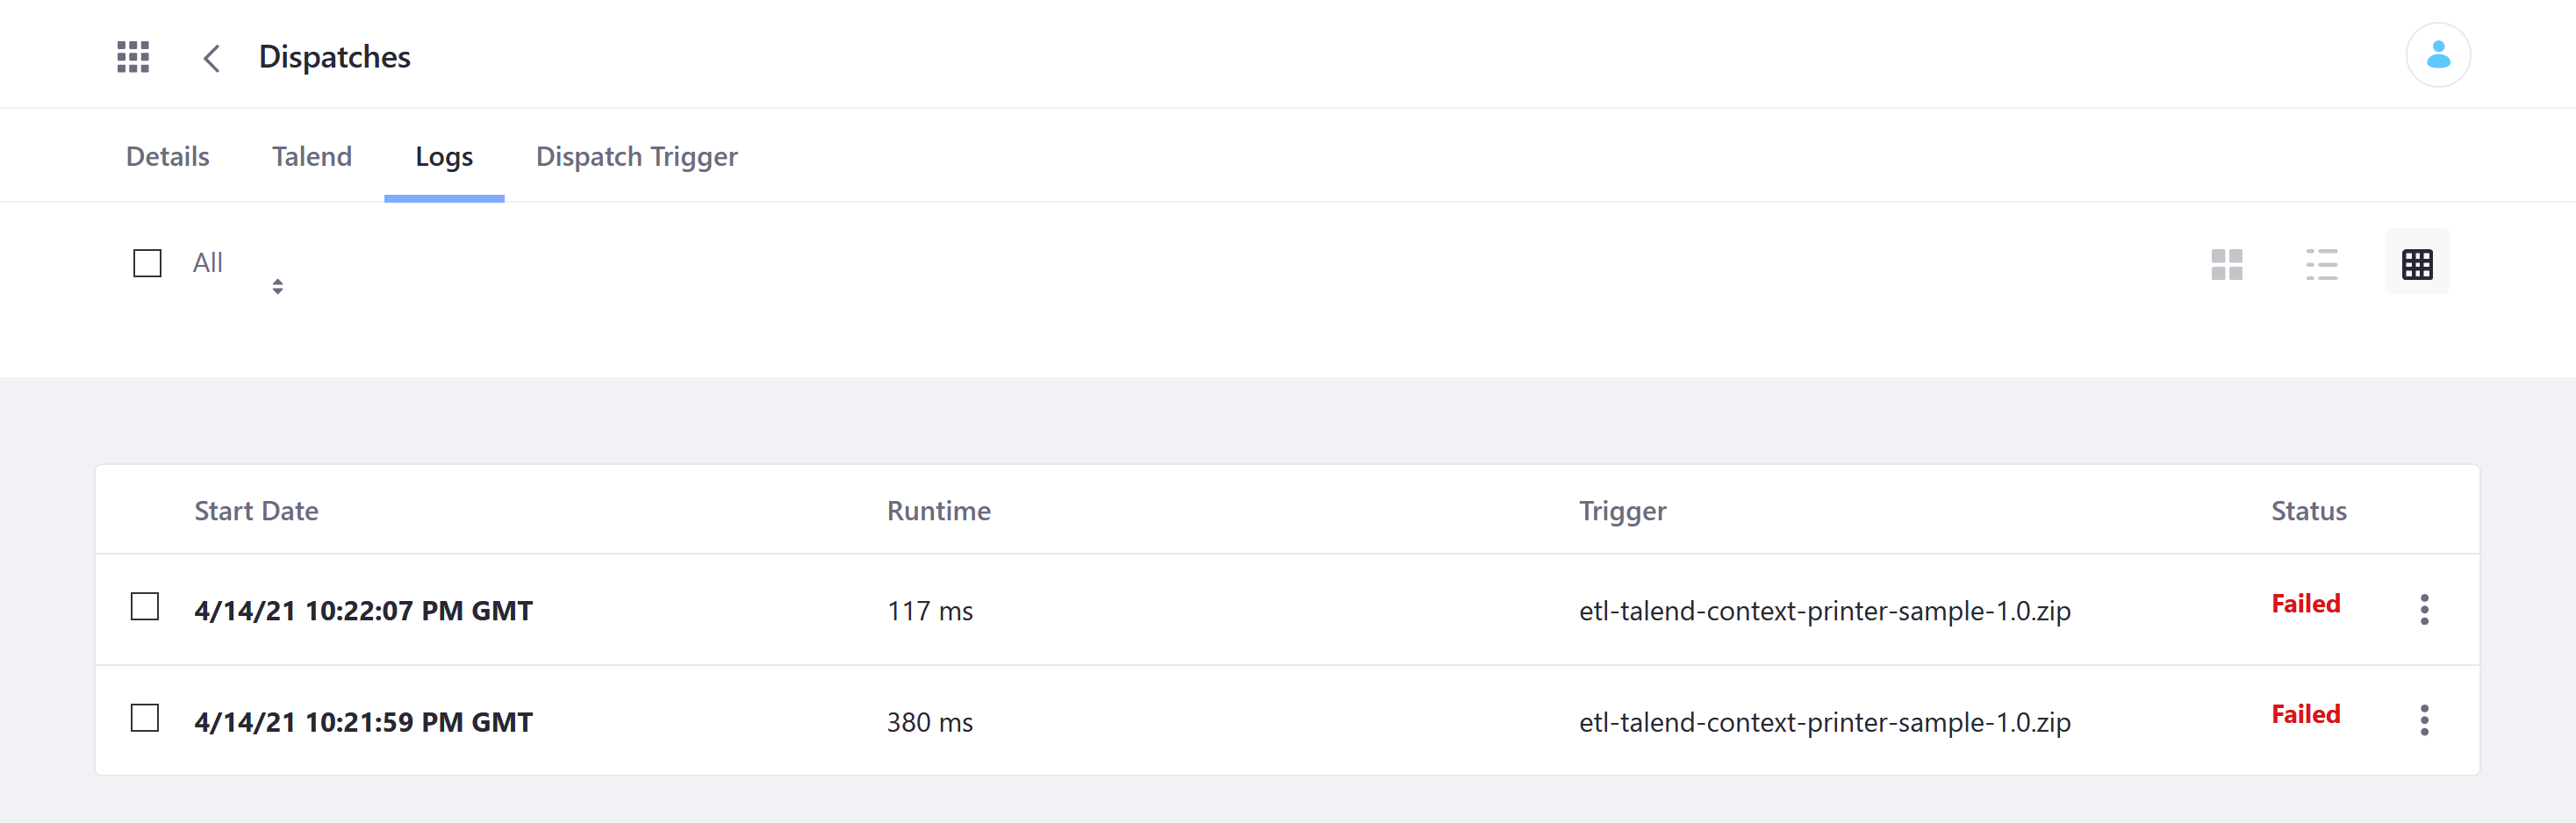 Dispatches
Details Talend Logs Dispatch Trigger
All
Start Date Runtime Trigger Status
4/14/21 10:22:07 PM GMT 117 ms etl-talend-context-printer-sample-1.0.zip Failed
4/14/21 10:21:59 PM GMT 380 ms etl-talend-context-printer-sample-1.0.zip Failed